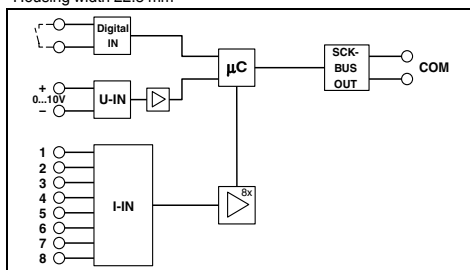 Housing width 22.5 mm
Digital
IN
+
0...10V
–
U-IN
µC
SCK-
BUS
OUT
COM
1
2
3
4
5
6
7
8
I-IN
8x